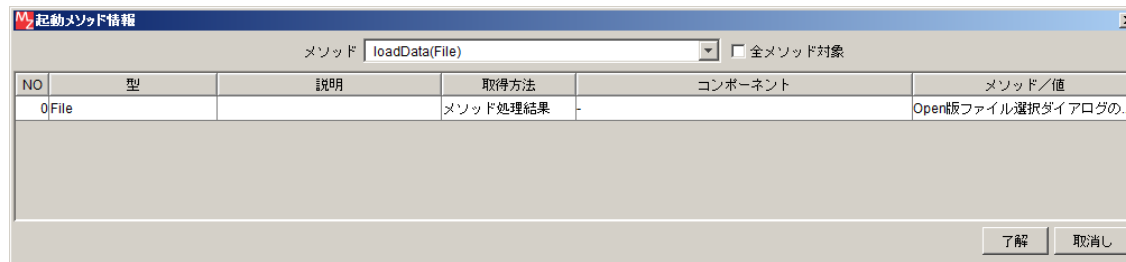 起動メソッド情報
メソッド loadData(File) 全メソッド対象
NO 型 説明 取得方法 コンポーネント メソッド／値
0 File メソッド処理結果 - Open版ファイル選択ダイアログの...
了解 取消し